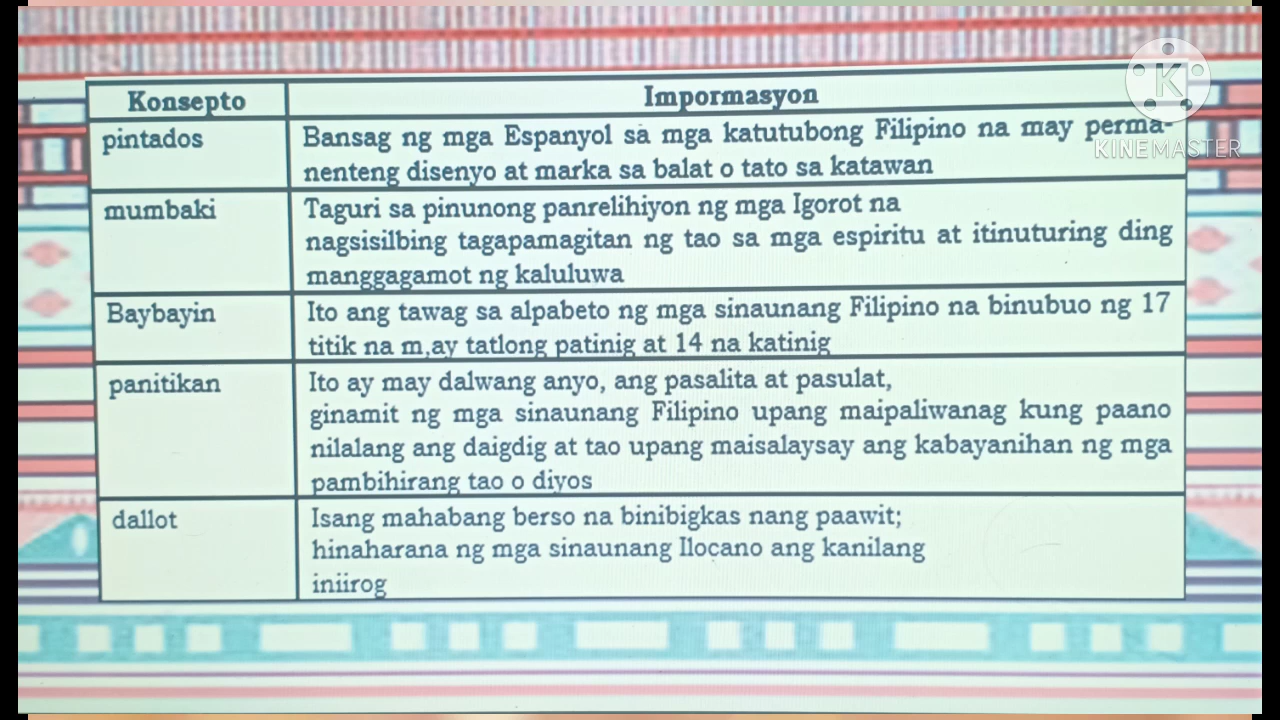 Konsepto
Impormasyon
pintados
Bansag ng mga Espanyol sa mga katutubong Filipino na may perma-
nenteng disenyo at marka sa balat o tato sa katawan
mumbaki
Taguri sa pinunong panrelihiyon ng mga Igorot na
nagsisilbing tagapamagitan ng tao sa mga espiritu at itinuturing ding
manggagamot ng kaluluwa
Baybayin
Ito ang tawag sa alpabeto ng mga sinaunang Filipino na binubuo ng 17
titik na m,ay tatlong patinig at 14 na katinig
panitikan
Ito ay may dalwang anyo, ang pasalita at pasulat,
ginamit ng mga sinaunang Filipino upang maipaliwanag kung paano
nilalang ang daigdig at tao upang maisalaysay ang kabayanihan ng mga
pambihirang tao o diyos
dallot
Isang mahabang berso na binibigkas nang paawit;
hinaharana ng mga sinaunang Ilocano ang kanilang
iniirog
K
KINEMASTER